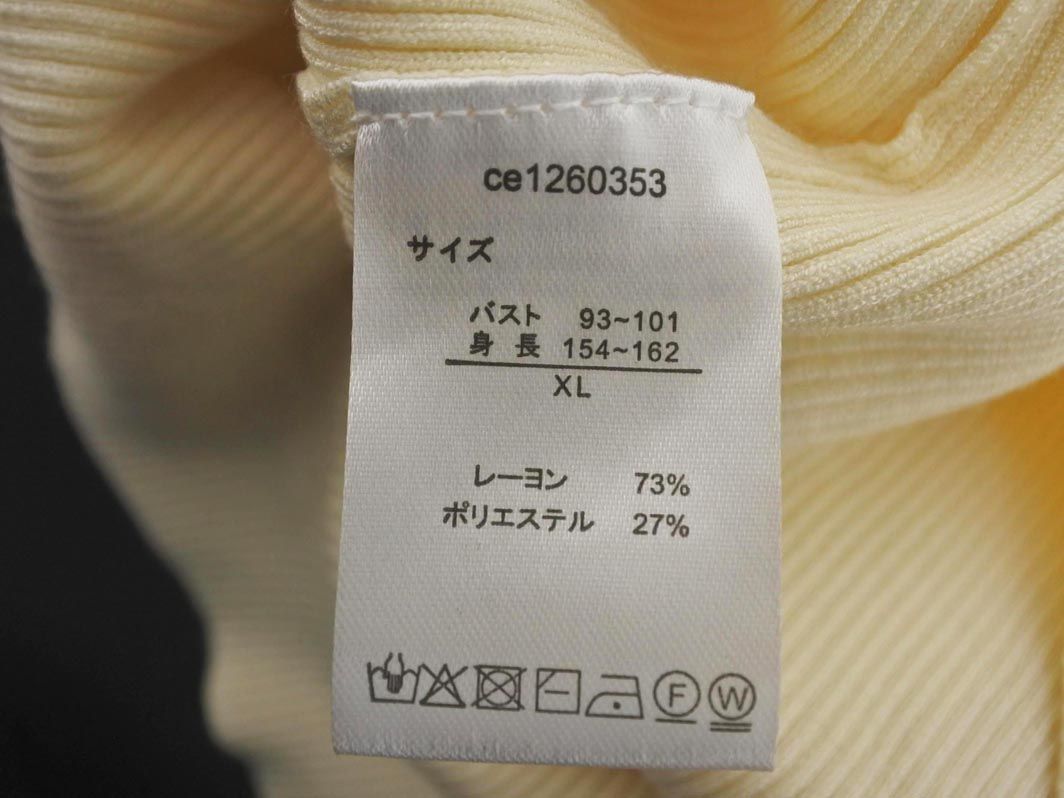 ce1260353
サイズ
バスト 93~101
身長 154~162
XL
レーヨン 73%
ポリエステル 27%
F W